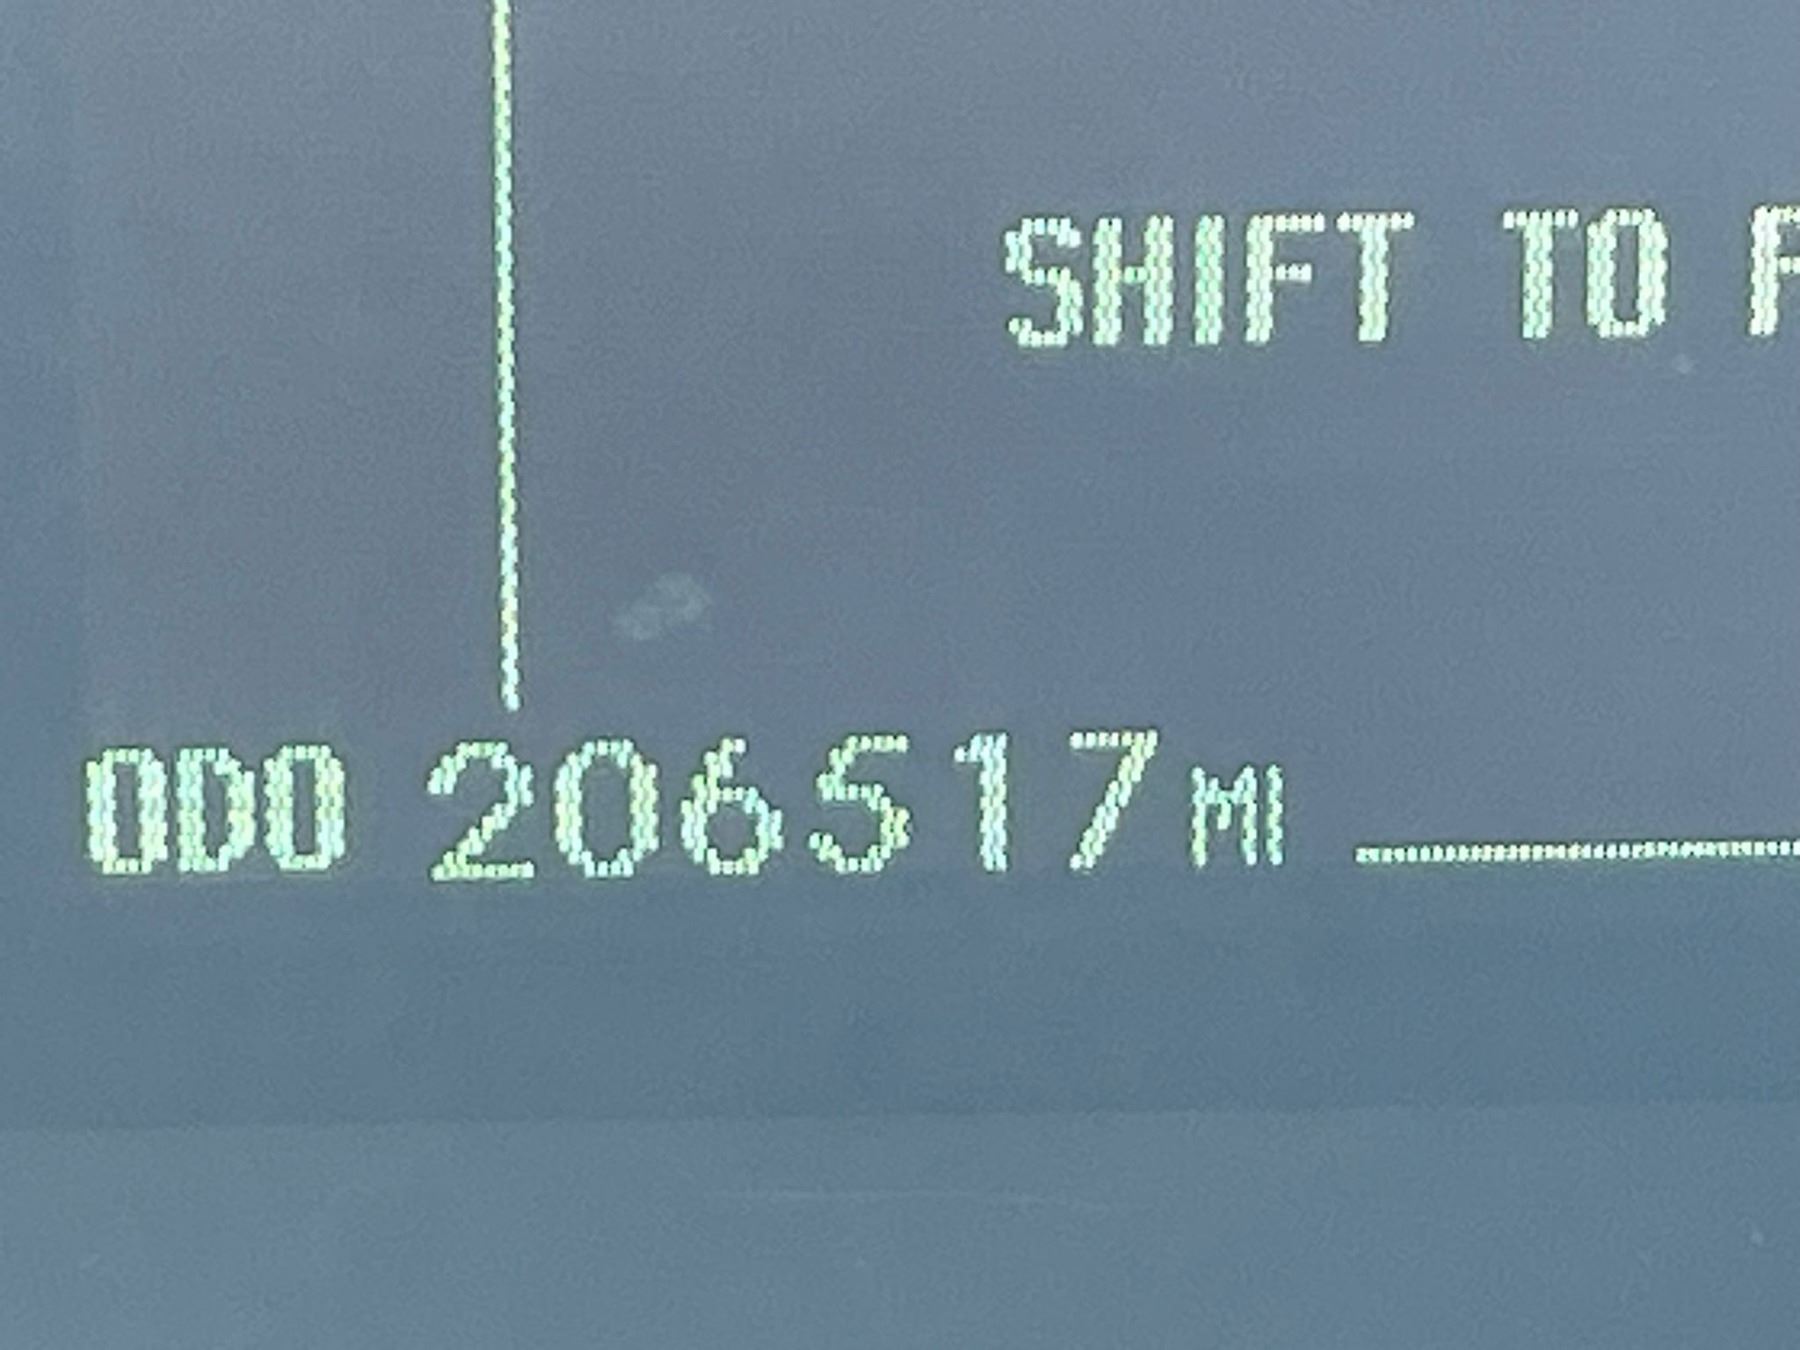 SHIFT TO
ODO 206517 MI